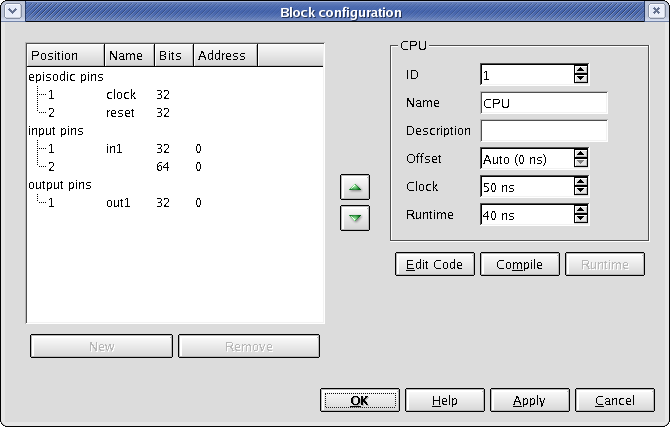 Block configuration
Position Name Bits Address
episodic pins
1 clock 32
2 reset 32
input pins
1 in1 32 0
2 64 0
output pins
1 out1 32 0
New Remove
CPU
ID 1
Name CPU
Description
Offset Auto (0 ns)
Clock 50 ns
Runtime 40 ns
Edit Code Compile Runtime
OK Help Apply Cancel